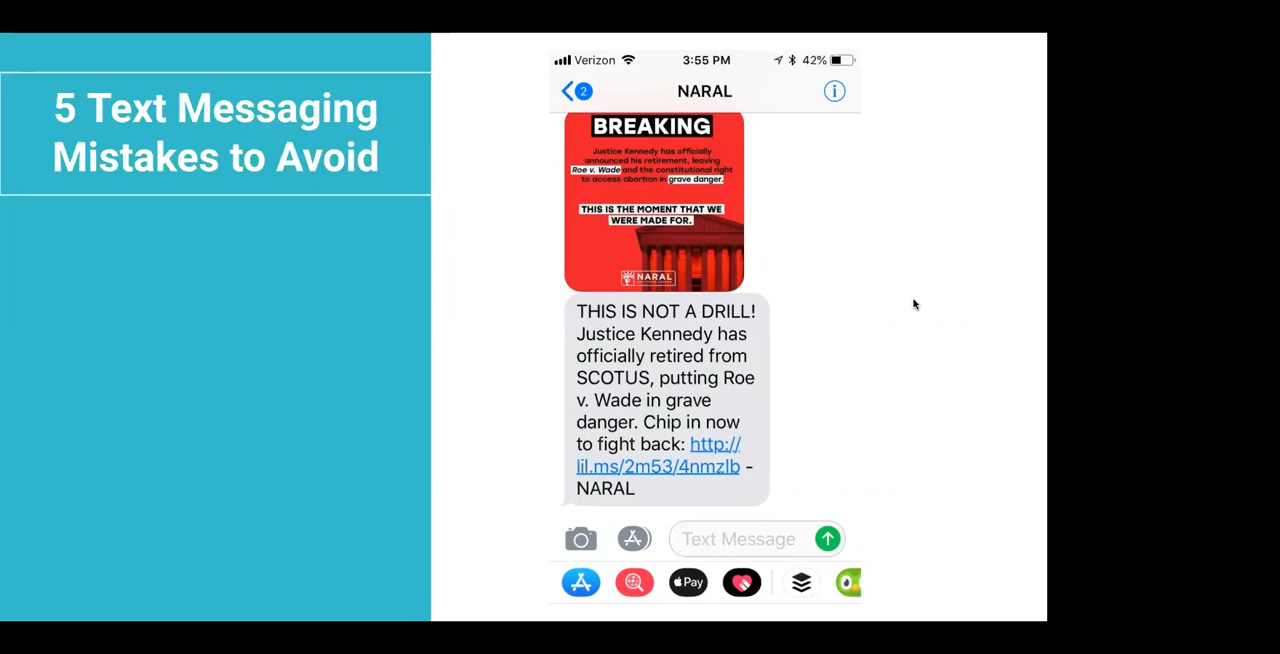 5 Text Messaging
Mistakes to Avoid
Verizon 3:55 PM 42%
2 NARAL
BREAKING
Justice Kennedy has officially
announced his retirement, leaving
Roe v. Wade and the constitutional right
to access abortion in grave danger.
THIS IS THE MOMENT THAT WE
WERE MADE FOR.
NARAL
THIS IS NOT A DRILL!
Justice Kennedy has
officially retired from
SCOTUS, putting Roe
v. Wade in grave
danger. Chip in now
to fight back: http://
lil.ms/2m53/4nmzlb -
NARAL
Text Message
Pay